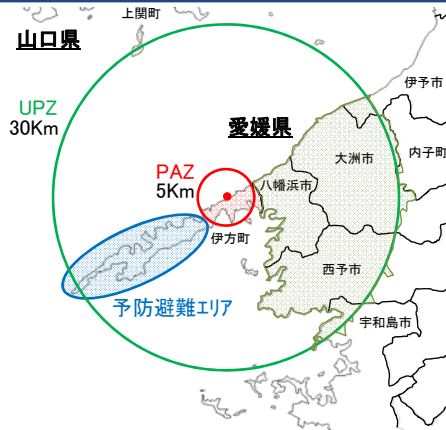 上関町
山口県
伊予市
UPZ
30Km
愛媛県
大洲市
内子町
PAZ
5Km
八幡浜市
伊方町
西予市
予防避難エリア
宇和島市